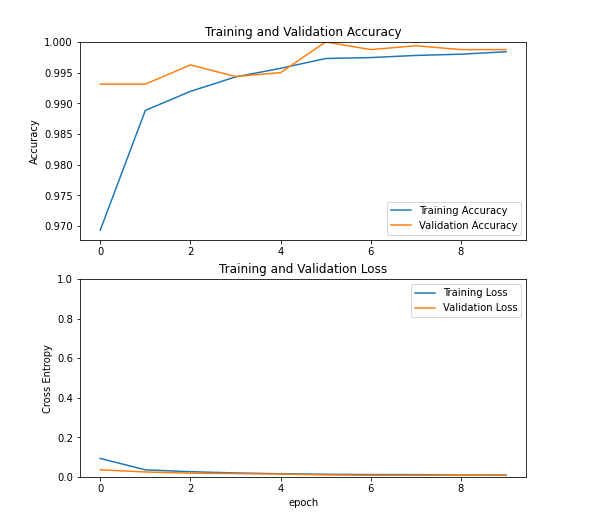 Training and Validation Accuracy
1.000
0.995
0.990
0.985
0.980
0.975
0.970
Accuracy
Training Accuracy
Validation Accuracy
0 2 4 6 8
Training and Validation Loss
1.0
0.8
0.6
0.4
0.2
0.0
Cross Entropy
Training Loss
Validation Loss
0 2 4 6 8
epoch